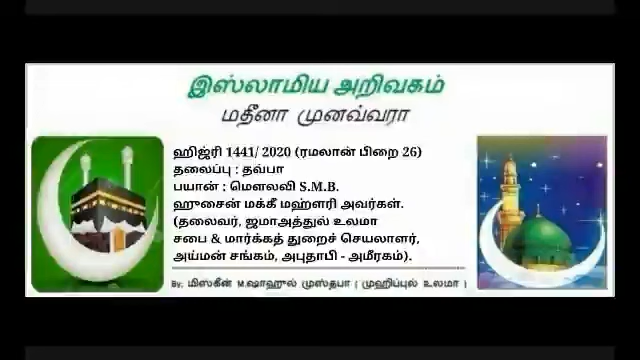 இஸ்லாமிய அறிவகம்
மதீனா முனவ்வரா
ஹிஜ்ரி 1441/ 2020 (ரமலான் பிறை 26)
தலைப்பு : தவ்பா
பயான் : மௌலவி S.M.B.
ஹுசைன் மக்கீ மஹ்ளரி அவர்கள்.
(தலைவர், ஜமாஅத்துல் உலமா
சபை & மார்க்கத் துறைச் செயலாளர்,
அய்மன் சங்கம், அபுதாபி - அமீரகம்).
By: மிஸ்கீன் M.ஷாஹுல் முஸ்தபா ( முஹிப்புல் உலமா )